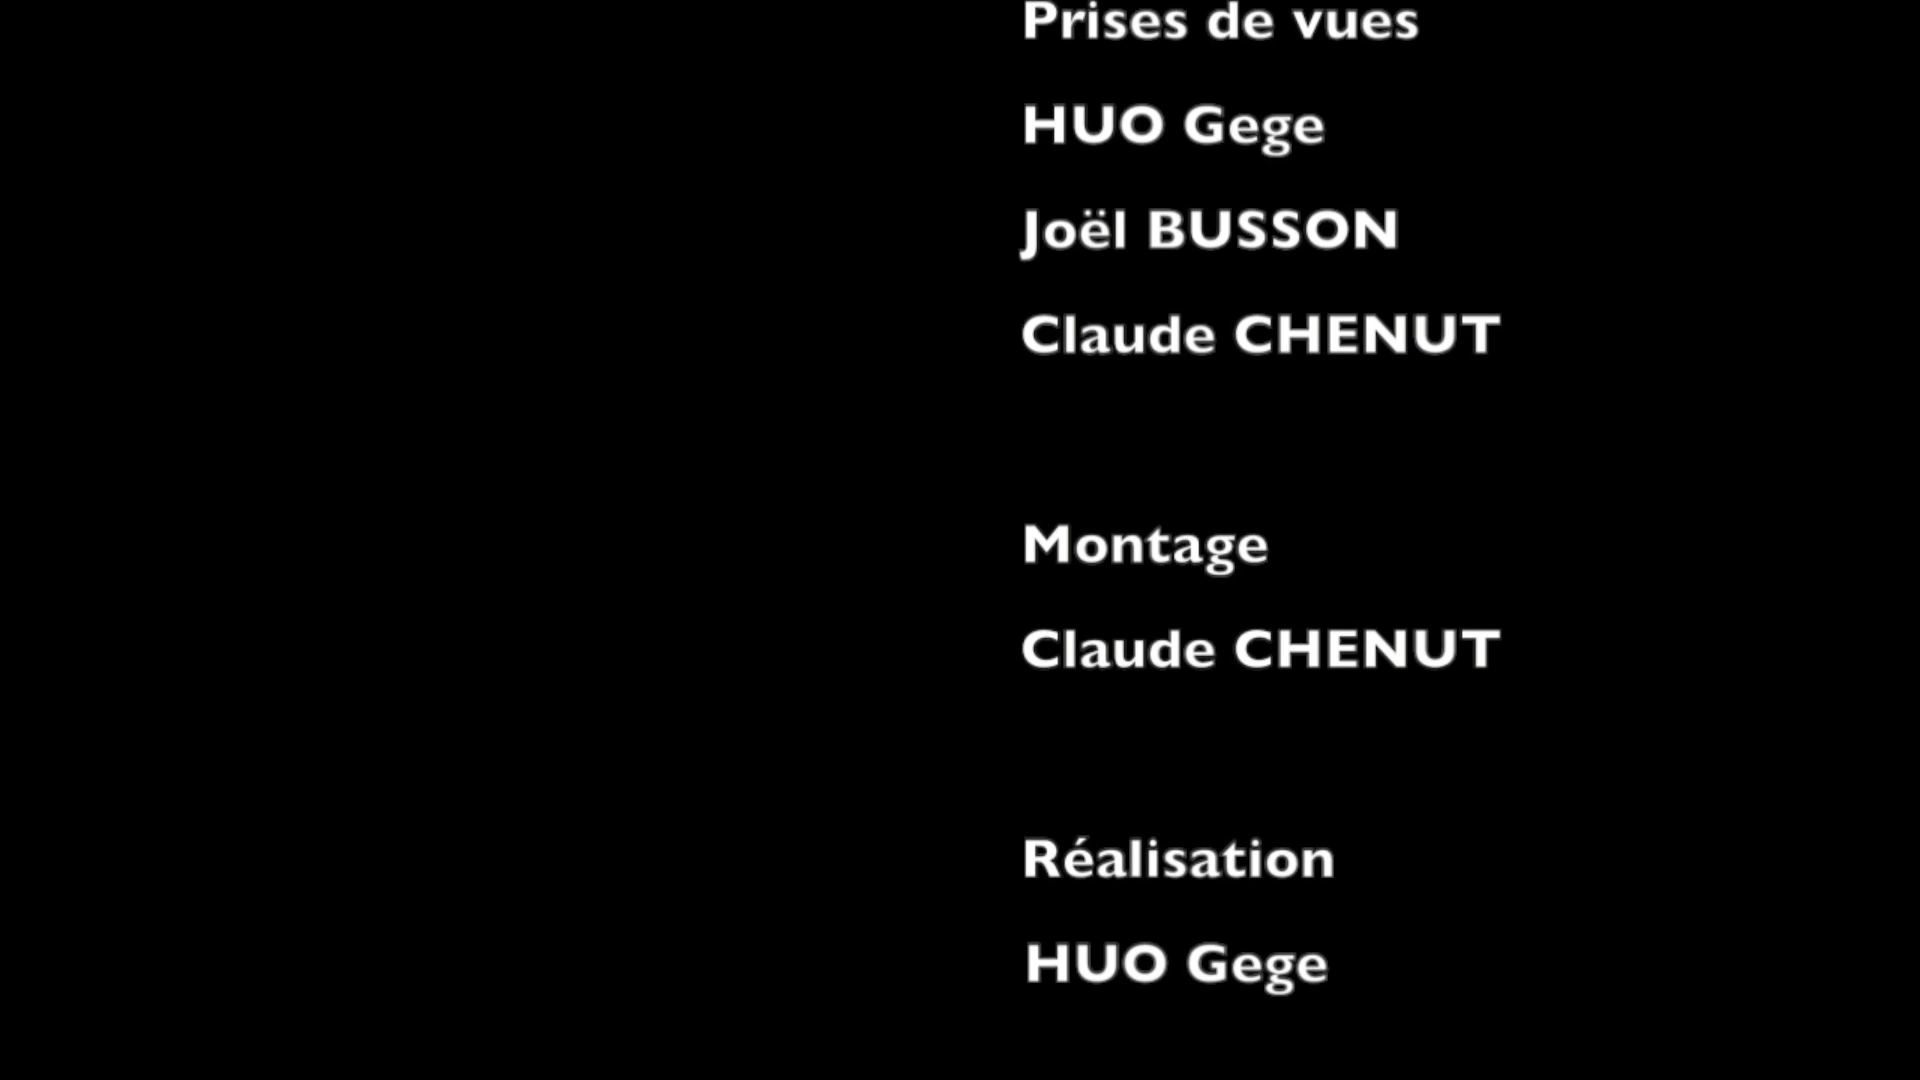 Prises de vues
HUO Gege
Joël BUSSON
Claude CHENUT
Montage
Claude CHENUT
Réalisation
HUO Gege